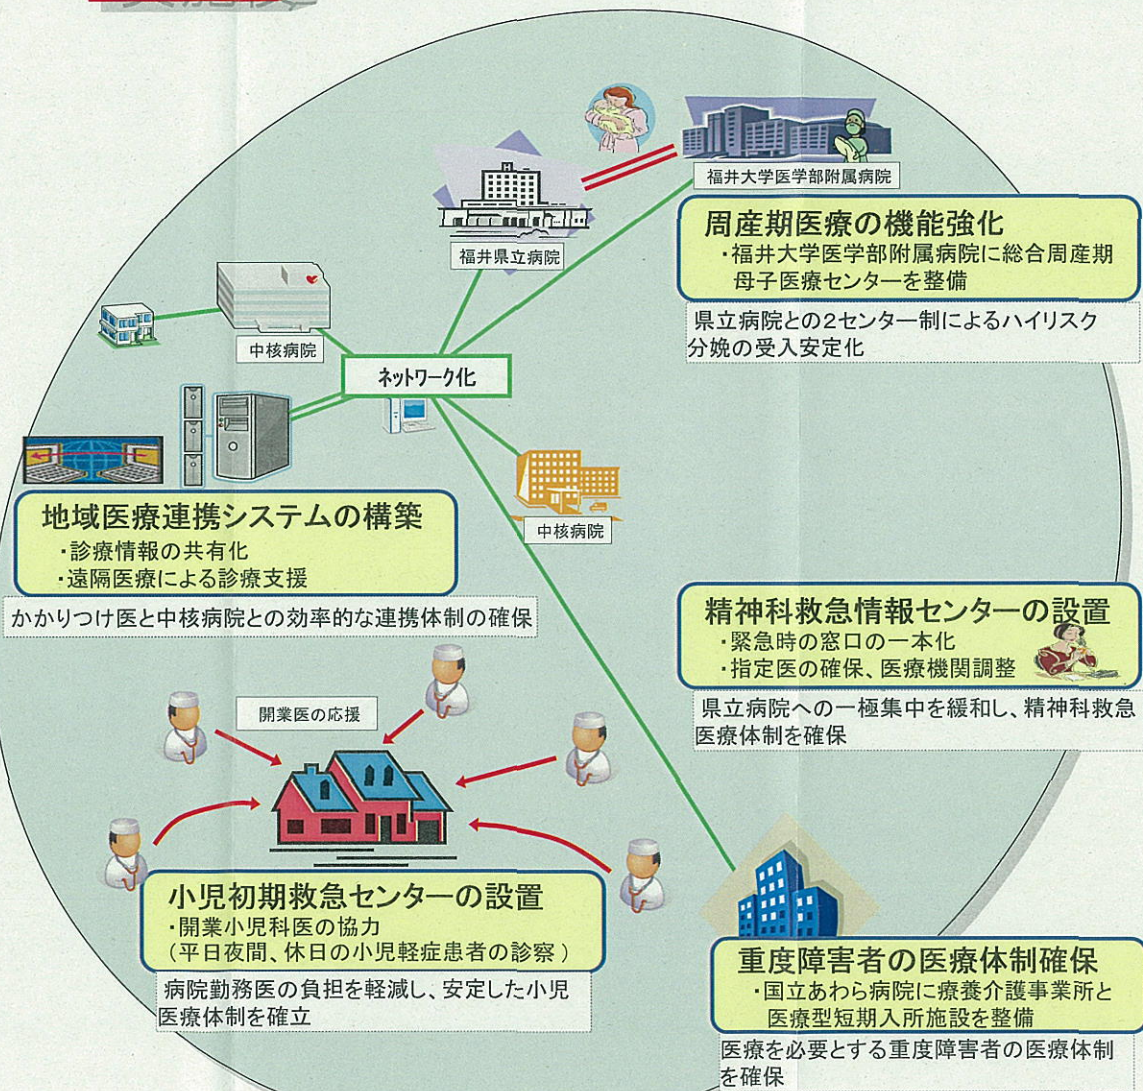 福井大学医学部附属病院
周産期医療の機能強化
・福井大学医学部附属病院に総合周産期
母子医療センターを整備
県立病院との2センター制によるハイリスク
分娩の受入安定化
福井県立病院
中核病院
ネットワーク化
中核病院
地域医療連携システムの構築
・診療情報の共有化
・遠隔医療による診療支援
かかりつけ医と中核病院との効率的な連携体制の確保
精神科救急情報センターの設置
・緊急時の窓口の一本化
・指定医の確保、医療機関調整
県立病院への一極集中を緩和し、精神科救急
医療体制を確保
開業医の応援
小児初期救急センターの設置
・開業小児科医の協力
(平日夜間、休日の小児軽症患者の診察)
病院勤務医の負担を軽減し、安定した小児
医療体制を確立
重度障害者の医療体制確保
・国立あわら病院に療養介護事業所と
医療型短期入所施設を整備
医療を必要とする重度障害者の医療体制
を確保